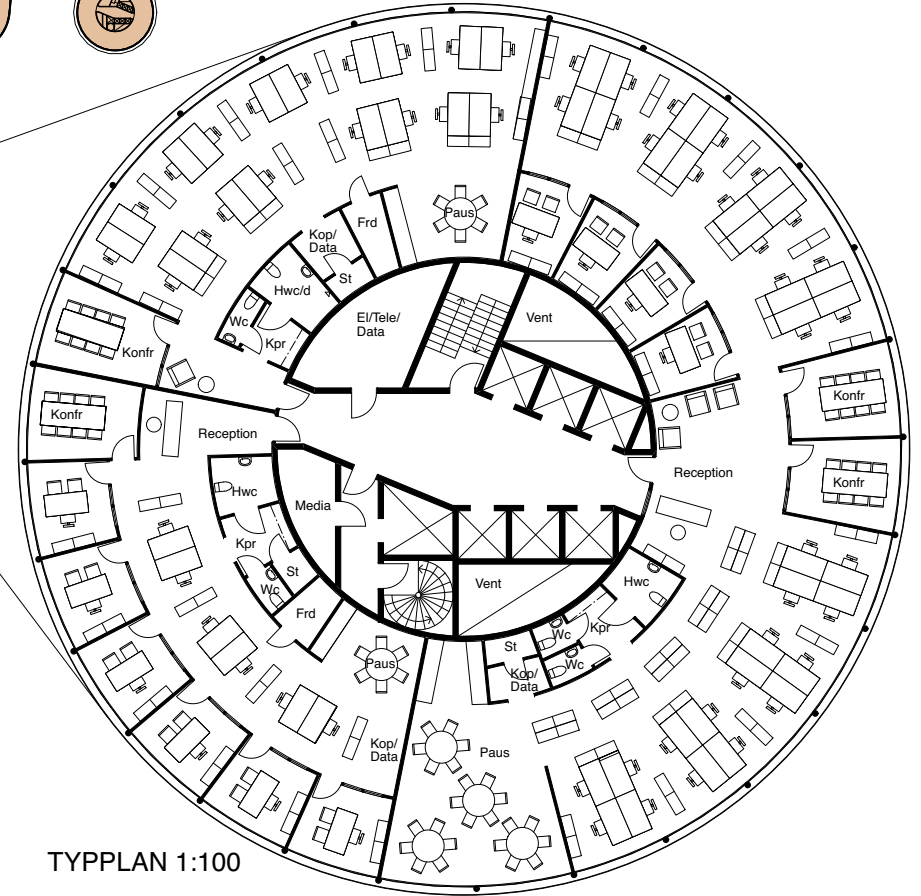 Paus
Kop/
Data
Frd
St
Hwc/d
Wc
Kpr
El/Tele/
Data
Vent
Konfr
Konfr
Konfr
Konfr
Reception
Reception
Hwc
Media
Kpr
St
Wc
Frd
Vent
Hwc
Kpr
Wc
Wc
St
Kop/
Data
Paus
Kop/
Data
Paus
TYPPLAN 1:100